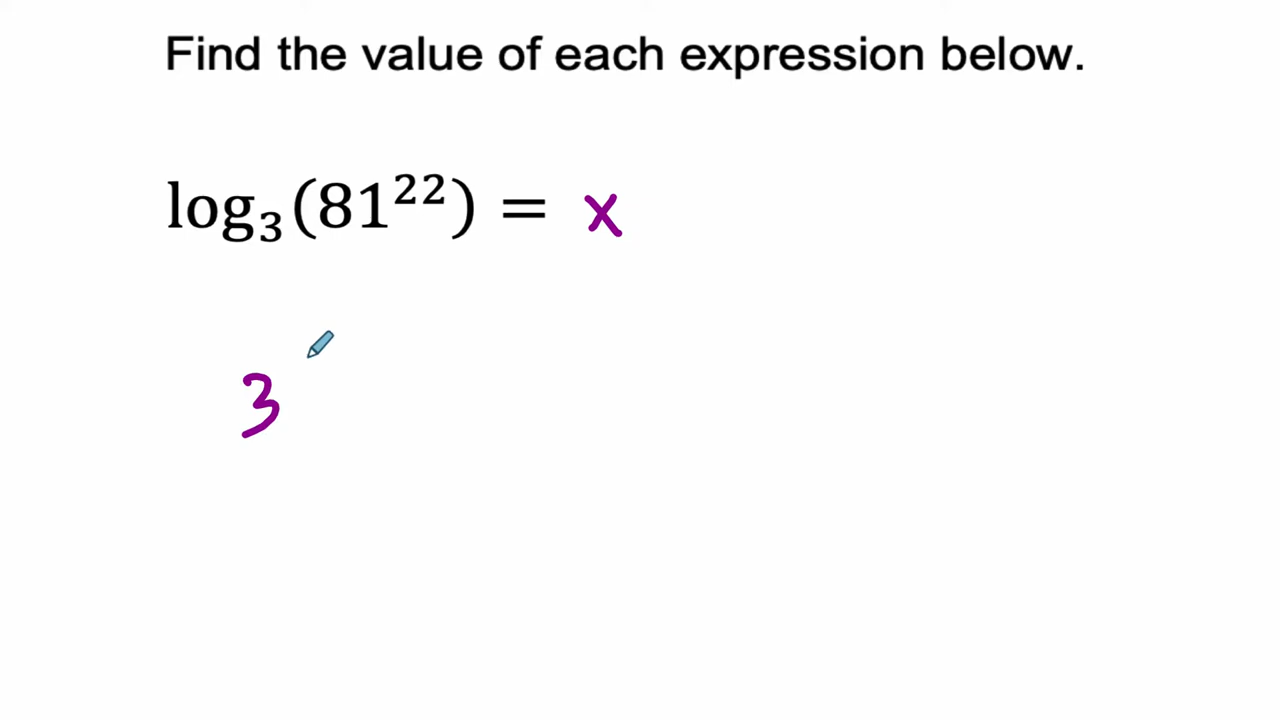 Find the value of each expression below.
log₃(81²²) = x
3